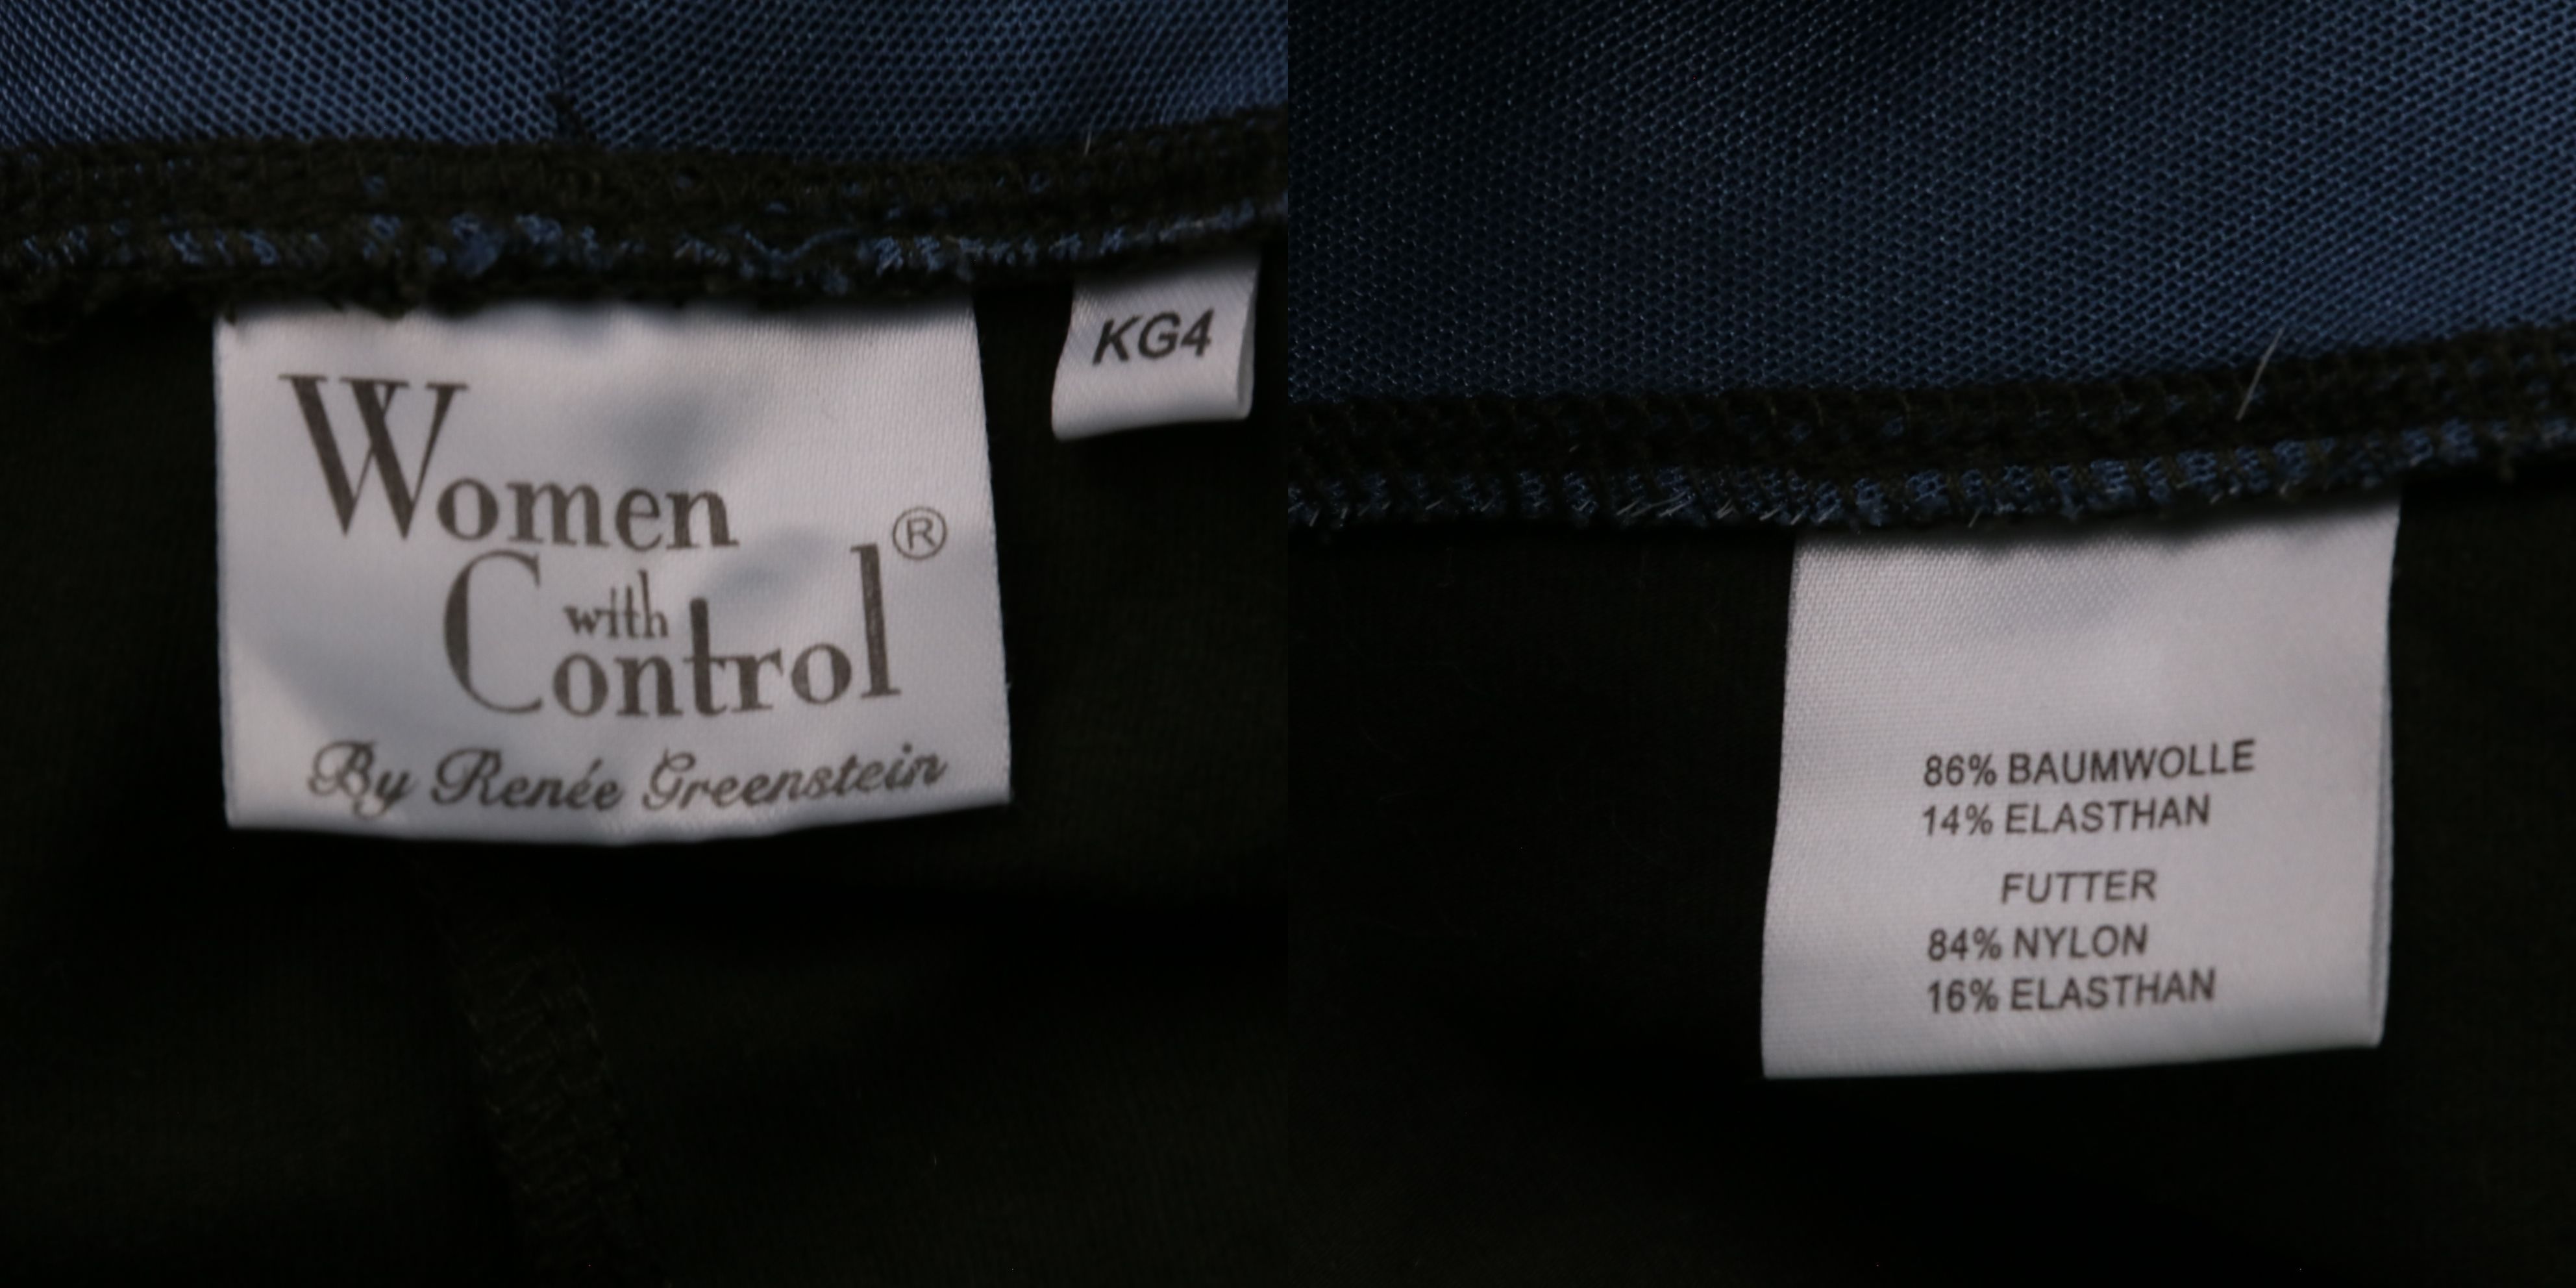 Women
with
Control®
By Renée Greenstein
KG4
86% BAUMWOLLE
14% ELASTHAN
FUTTER
84% NYLON
16% ELASTHAN